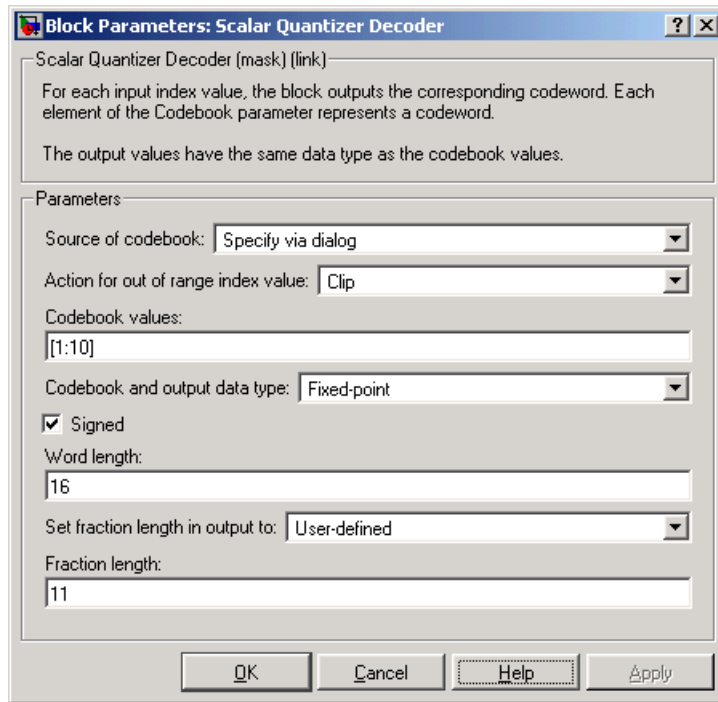 Block Parameters: Scalar Quantizer Decoder
Scalar Quantizer Decoder (mask) (link)
For each input index value, the block outputs the corresponding codeword. Each
element of the Codebook parameter represents a codeword.
The output values have the same data type as the codebook values.
Parameters
Source of codebook: Specify via dialog
Action for out of range index value: Clip
Codebook values:
[1:10]
Codebook and output data type: Fixed-point
Signed
Word length:
16
Set fraction length in output to: User-defined
Fraction length:
11
OK Cancel Help Apply